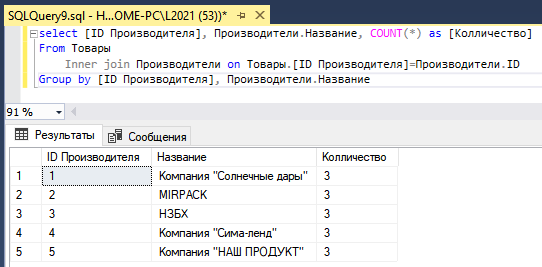 SQLQuery9.sql - H...OME-PC\L2021 (53))*
select [ID Производителя], Производители.Название, COUNT(*) as [Колличество]
From Товары
Inner join Производители on Товары.[ID Производителя]=Производители.ID
Group by [ID Производителя], Производители.Название
91 %
Результаты Сообщения
ID Производителя Название Колличество
1 1 Компания "Солнечные дары" 3
2 2 MIRPACK 3
3 3 НЗБХ 3
4 4 Компания "Сима-ленд" 3
5 5 Компания "НАШ ПРОДУКТ" 3